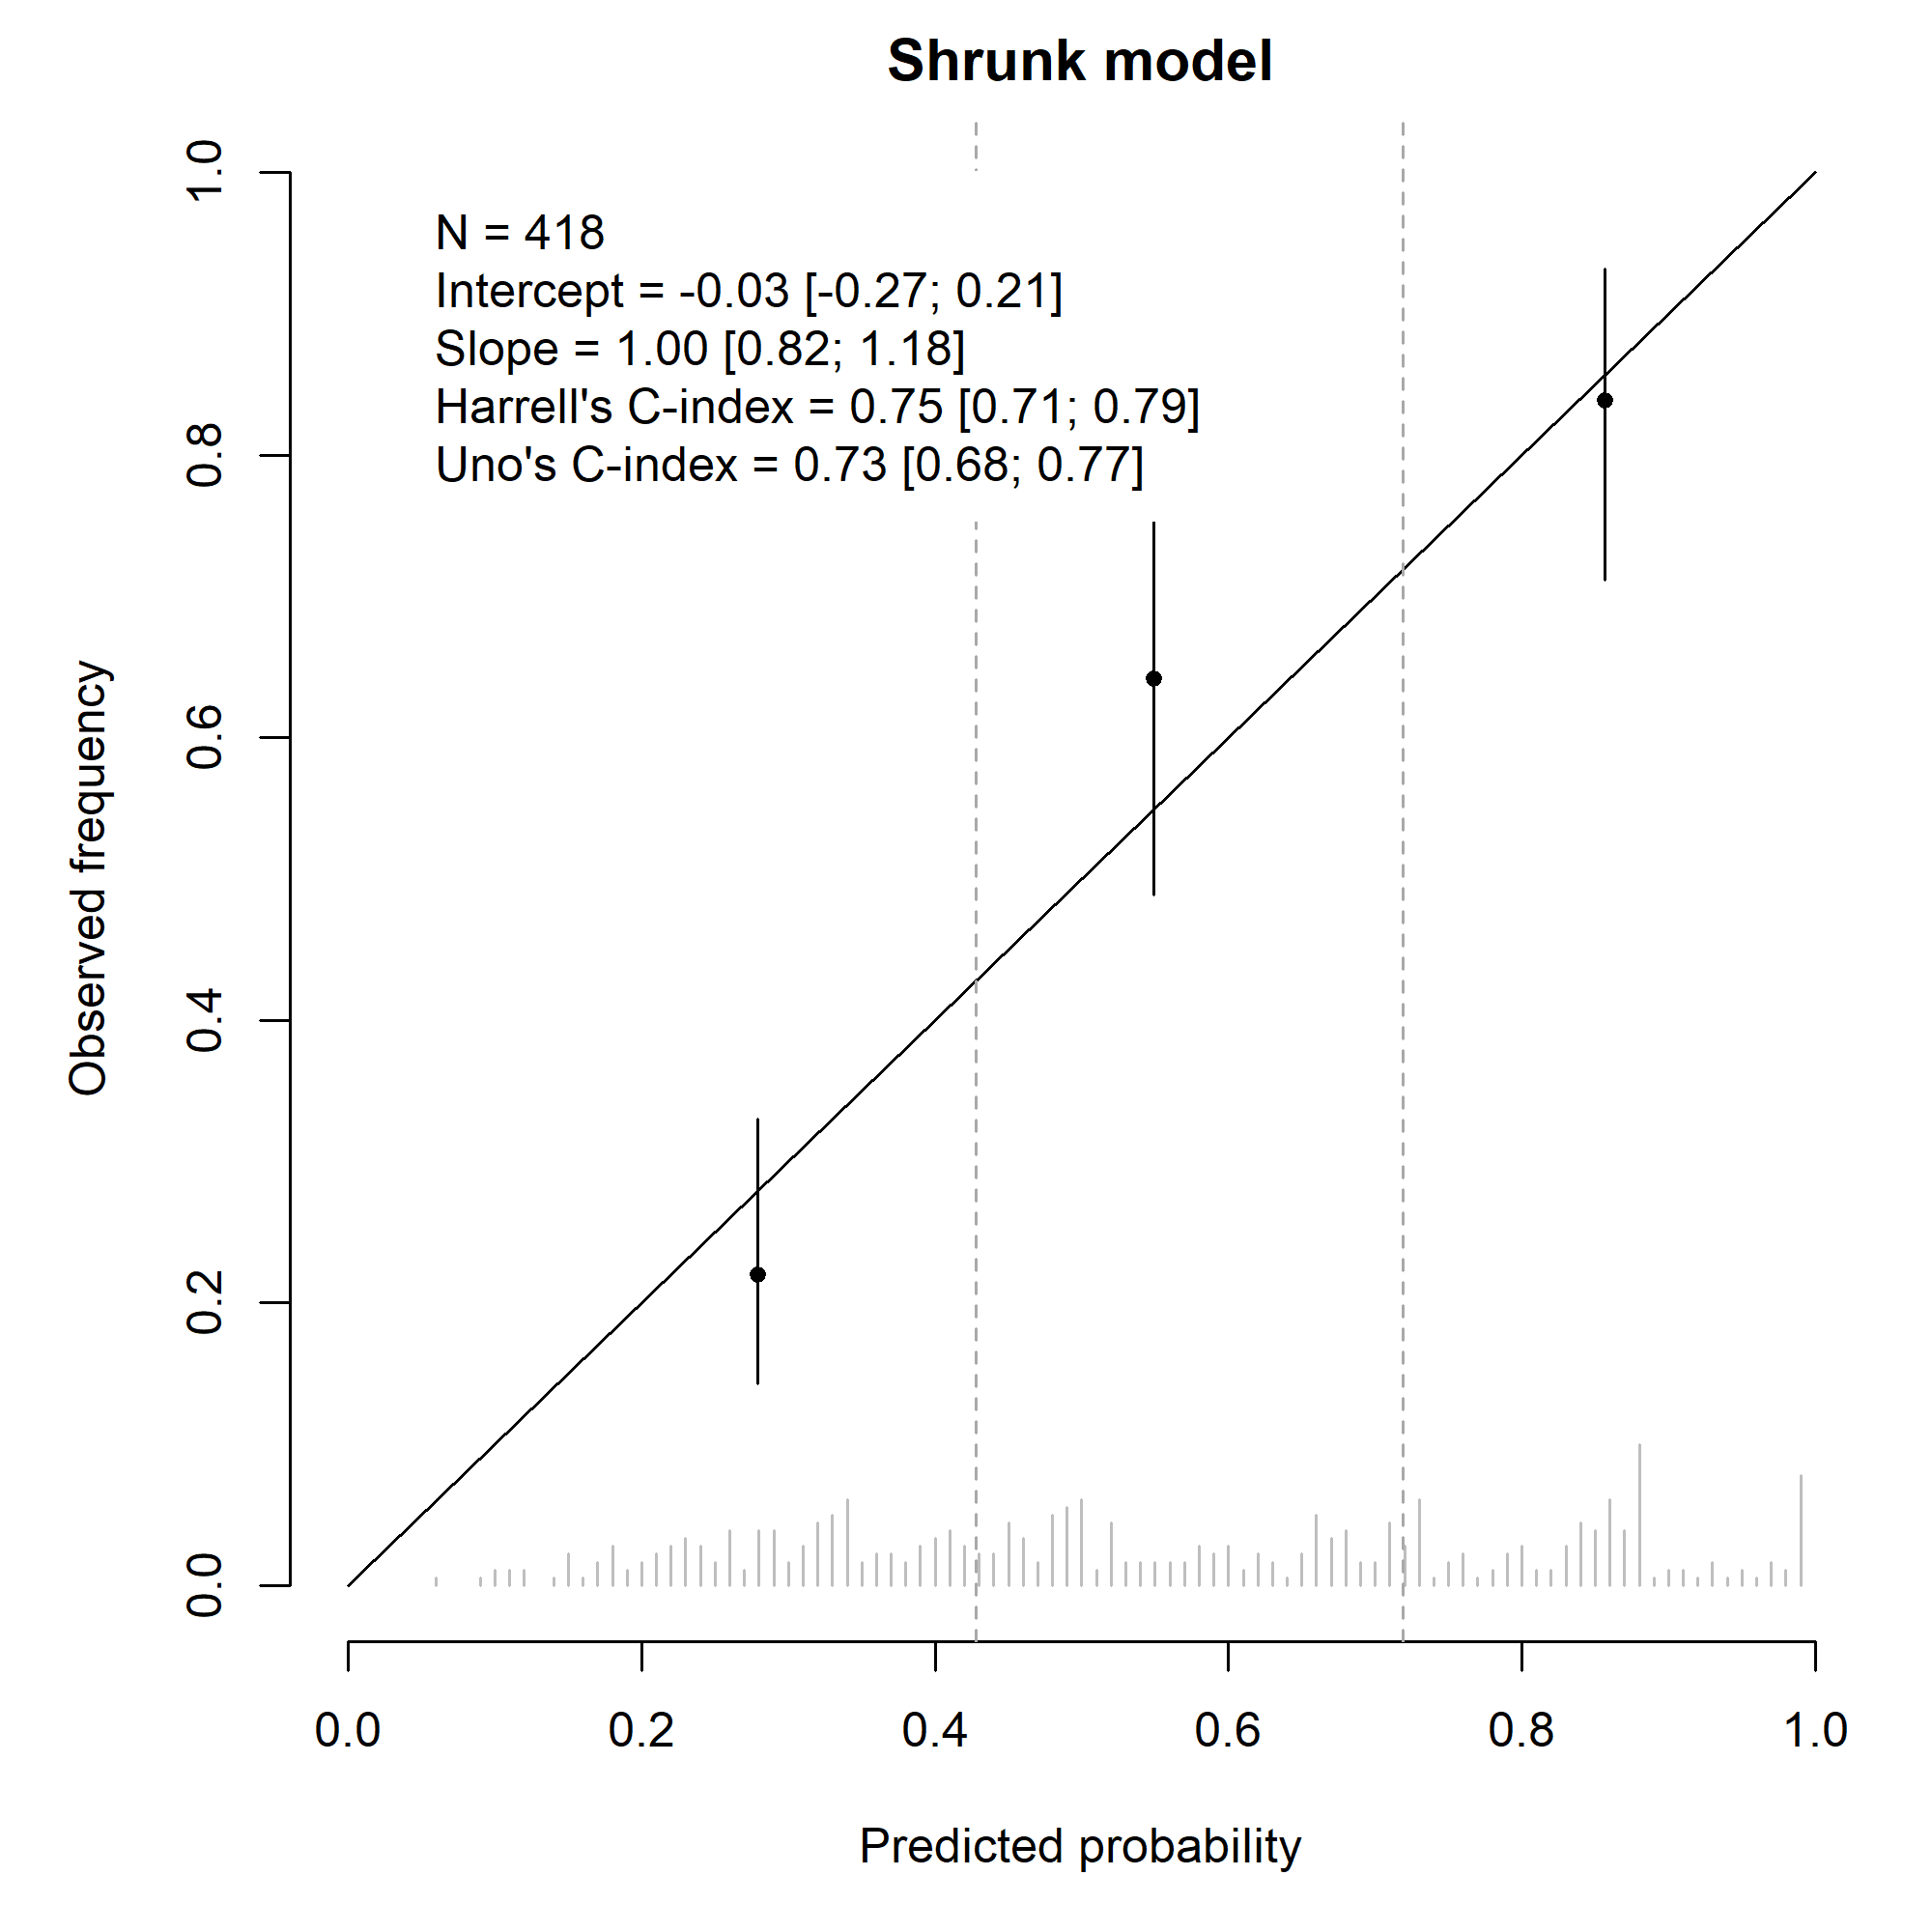 Shrunk model
N = 418
Intercept = -0.03 [-0.27; 0.21]
Slope = 1.00 [0.82; 1.18]
Harrell's C-index = 0.75 [0.71; 0.79]
Uno's C-index = 0.73 [0.68; 0.77]
Observed frequency
1.0
0.8
0.6
0.4
0.2
0.0
0.0 0.2 0.4 0.6 0.8 1.0
Predicted probability